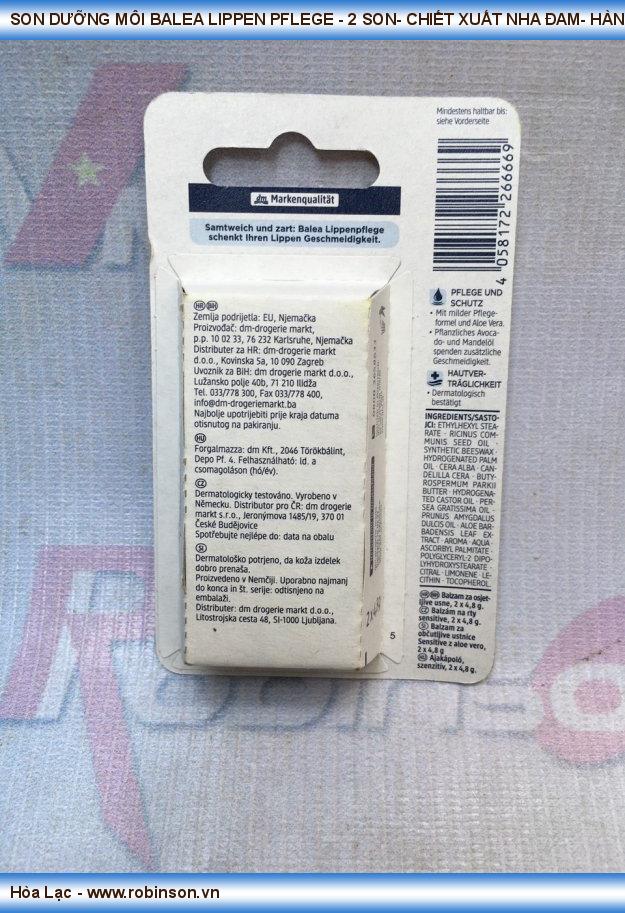 SON DƯỠNG MÔI BALEA LIPPEN PFLEGE - 2 SON- CHIẾT XUẤT NHA ĐAM- HÀN
Mindestens haltbar bis:
siehe Vorderseite
dm Markenqualität
Samtweich und zart: Balea Lippenpflege
schenkt Ihren Lippen Geschmeidigkeit.
4 058172 266669
HR BH
Zemlja podrijetla: EU, Njemačka
Proizvođač: dm-drogerie markt,
p.p. 10 02 33, 76 232 Karlsruhe, Njemačka
Distributer za HR: dm-drogerie markt
d.o.o., Kovinska 5a, 10 090 Zagreb
Uvoznik za BiH: dm drogerie markt d.o.o.,
Lužansko polje 40b, 71 210 Ilidža
Tel. 033/778 300, Fax 033/778 400,
info@dm-drogeriemarkt.ba
Najbolje upotrijebiti prije kraja datuma
otisnutog na pakiranju.
HU
Forgalmazza: dm Kft., 2046 Törökbálint,
Depo Pf. 4. Felhasználható: ld. a
csomagoláson (hó/év).
CZ
Dermatologicky testováno. Vyrobeno v
Německu. Distributor pro ČR: dm drogerie
markt s.r.o., Jeronýmova 1485/19, 370 01
České Budějovice
Spotřebujte nejlépe do: data na obalu
SI
Dermatološko potrjeno, da koža izdelek
dobro prenaša.
Proizvedeno v Nemčiji. Uporabno najmanj
do konca in št. serije: odtisnjeno na
embalaži.
Distributer: dm drogerie markt d.o.o.,
Litostrojska cesta 48, SI-1000 Ljubljana.
5
PFLEGE UND
SCHUTZ
• Mit milder Pflege-
formel und Aloe Vera.
• Pflanzliches Avoca-
do- und Mandelöl
spenden zusätzliche
Geschmeidigkeit.
HAUTVER-
TRÄGLICHKEIT
• Dermatologisch
bestätigt
INGREDIENTS/SASTO-
JCI: ETHYLHEXYL STEA-
RATE · RICINUS COM-
MUNIS SEED OIL ·
SYNTHETIC BEESWAX ·
HYDROGENATED PALM
OIL · CERA ALBA · CAN-
DELILLA CERA · BUTY-
ROSPERMUM PARKII
BUTTER · HYDROGENA-
TED CASTOR OIL · PER-
SEA GRATISSIMA OIL ·
PRUNUS AMYGDALUS
DULCIS OIL · ALOE BAR-
BADENSIS LEAF EX-
TRACT · AROMA · AQUA ·
ASCORBYL PALMITATE ·
POLYGLYCERYL-2 DIPO-
LYHYDROXYSTEARATE ·
CITRAL · LIMONENE · LE-
CITHIN · TOCOPHEROL
HR BH Balzam za osjet-
ljive usne, 2 x 4,8 g.
CZ Balzám na rty
sensitive, 2 x 4,8 g.
SI Balzam za
občutljive ustnice
Sensitive z aloe vero,
2 x 4,8 g
HU Ajakápoló,
szenzitív, 2 x 4,8 g.
Hòa Lạc - www.robinson.vn